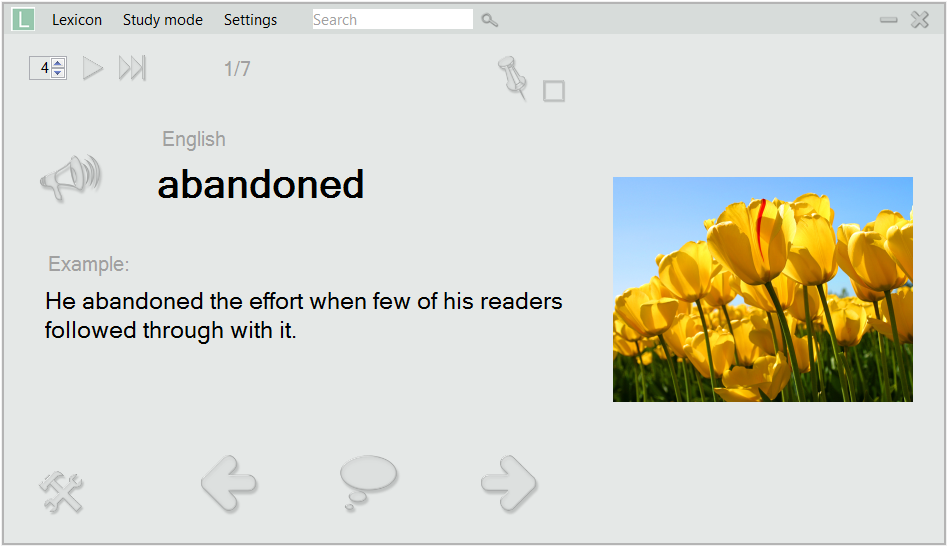 L Lexicon Study mode Settings Search
4 1/7
English
abandoned
Example:
He abandoned the effort when few of his readers
followed through with it.